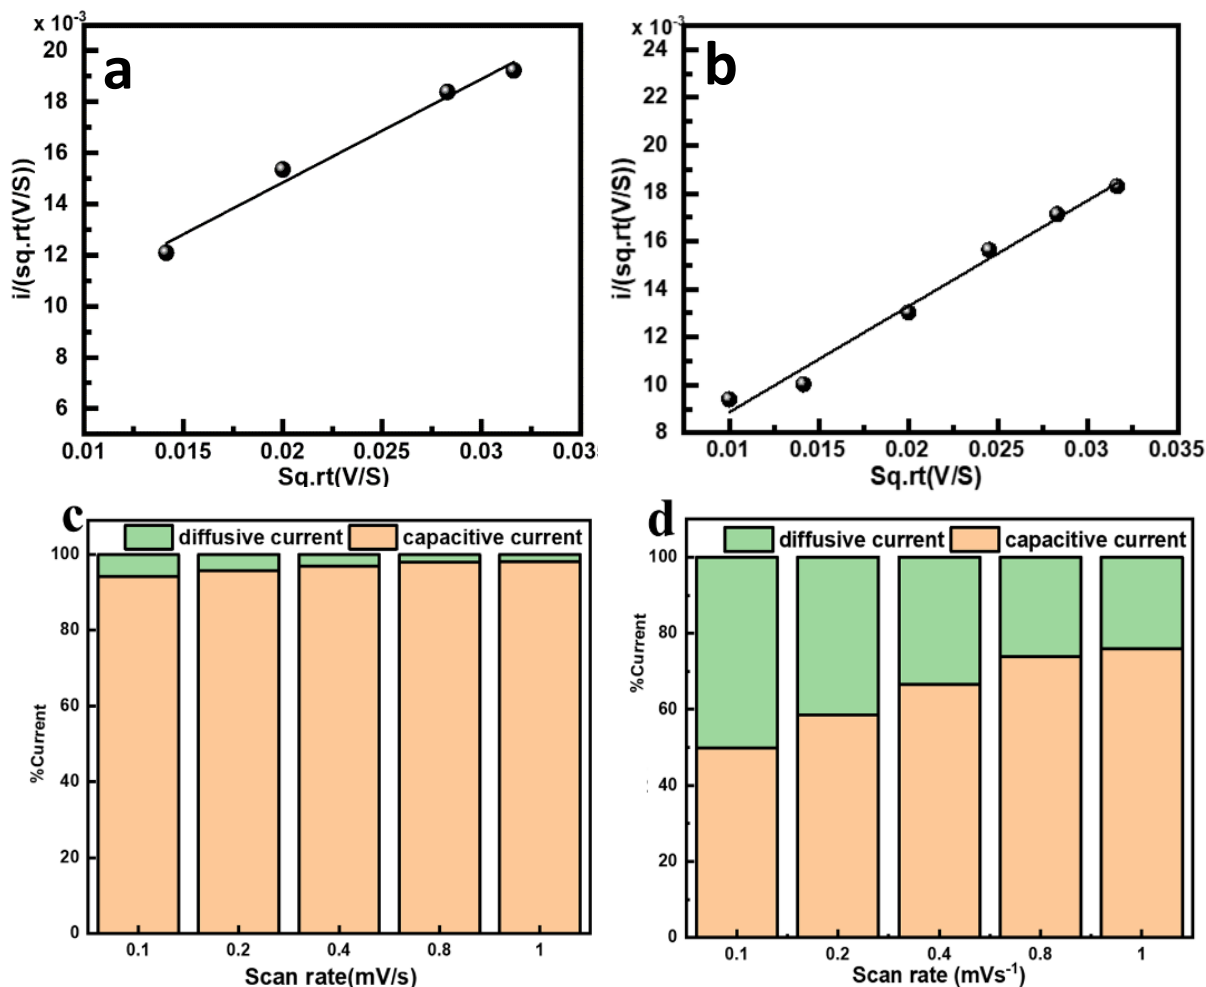 x 10⁻³
a
20
18
16
14
12
10
8
6
i/(sq.rt(V/S))
0.01 0.015 0.02 0.025 0.03 0.035
Sq.rt(V/S)
x 10⁻³
b
24
22
20
18
16
14
12
10
8
i/(sq.rt(V/S))
0.01 0.015 0.02 0.025 0.03 0.035
Sq.rt(V/S)
c
diffusive current capacitive current
100
80
60
40
20
0
%Current
0.1 0.2 0.4 0.8 1
Scan rate(mV/s)
d
diffusive current capacitive current
100
80
60
40
20
0
%Current
0.1 0.2 0.4 0.8 1
Scan rate (mVs⁻¹)